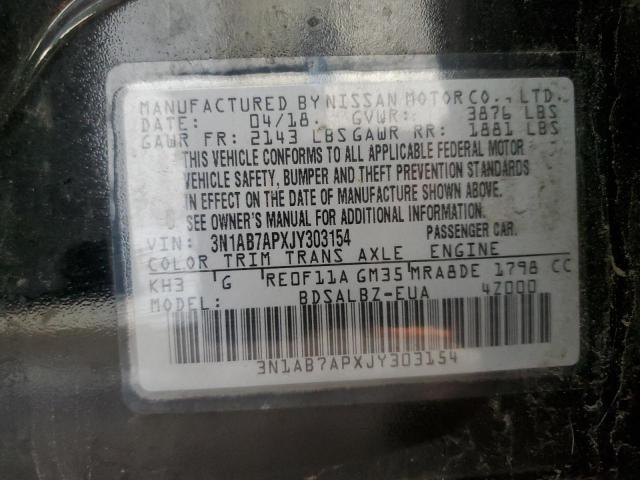 MANUFACTURED BY NISSAN MOTOR CO., LTD.
DATE: 04/18 GVWR: 3876 LBS
GAWR FR: 2143 LBS GAWR RR: 1881 LBS
THIS VEHICLE CONFORMS TO ALL APPLICABLE FEDERAL MOTOR
VEHICLE SAFETY, BUMPER AND THEFT PREVENTION STANDARDS
IN EFFECT ON THE DATE OF MANUFACTURE SHOWN ABOVE.
SEE OWNER'S MANUAL FOR ADDITIONAL INFORMATION.
VIN: 3N1AB7APXJY303154 PASSENGER CAR.
COLOR TRIM TRANS AXLE ENGINE
KH3 G RE0F11A GM35 MRA8DE 1798 CC
MODEL: BDSALBZ-EUA 4Z000
3N1AB7APXJY303154